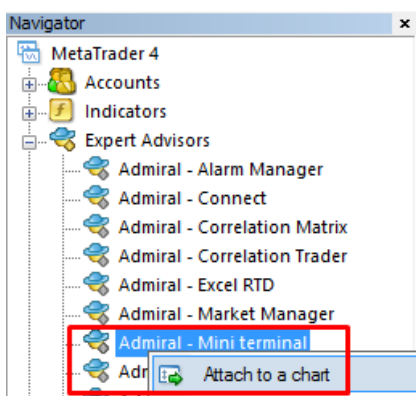 Navigator
MetaTrader 4
Accounts
Indicators
Expert Advisors
Admiral - Alarm Manager
Admiral - Connect
Admiral - Correlation Matrix
Admiral - Correlation Trader
Admiral - Excel RTD
Admiral - Market Manager
Admiral - Mini terminal
Adr
Attach to a chart